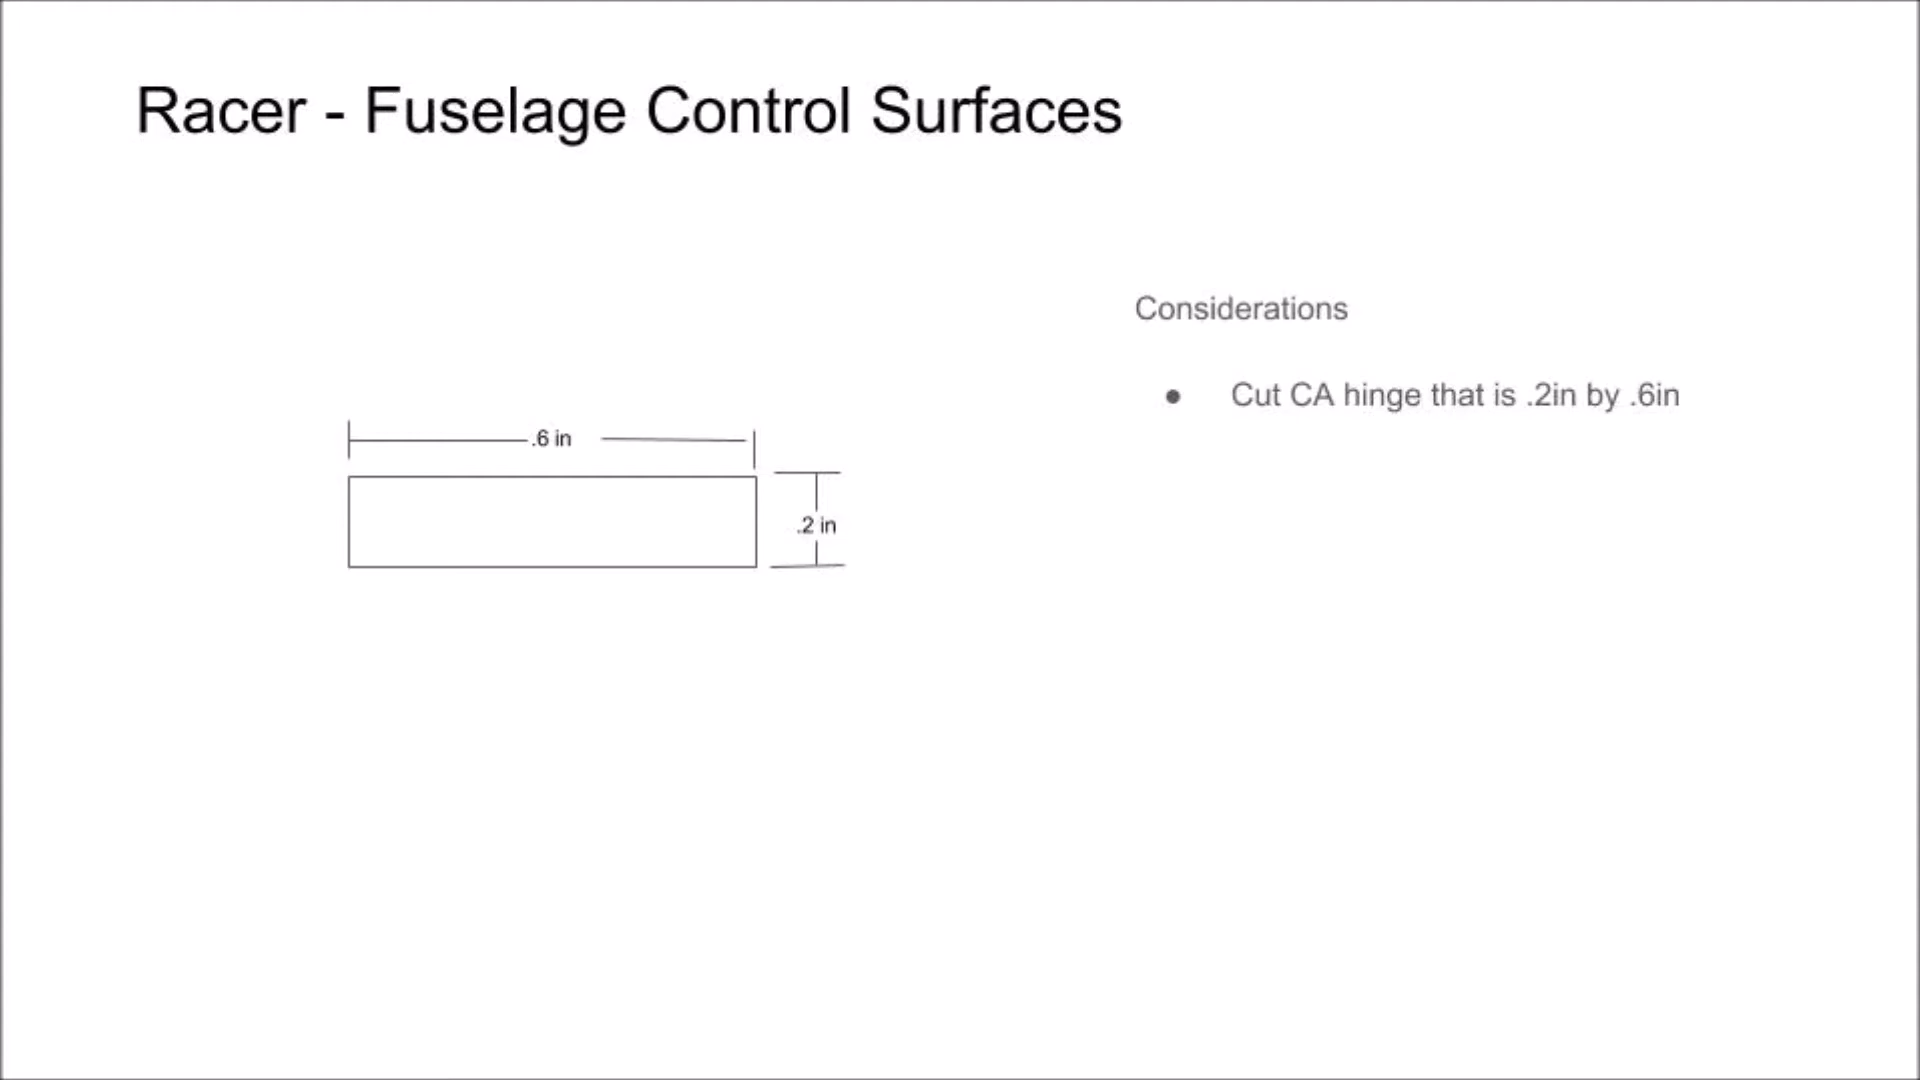 Racer - Fuselage Control Surfaces
Considerations
● Cut CA hinge that is .2in by .6in
.6 in
.2 in